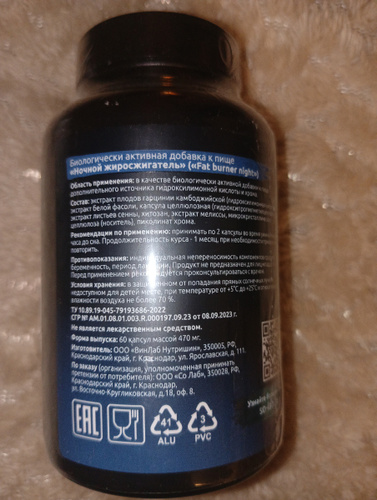 Биологически активная добавка к пище
«Ночной жиросжигатель» («Fat burner night»)
Область применения: в качестве биологически активной добавки
дополнительного источника гидроксилимонной кислоты и хрома.
Состав: экстракт плодов гарцинии камбоджийской
экстракт белой фасоли, капсула целлюлозная
экстракт листьев сенны, хитозан, экстракт мелиссы,
целлюлоза (носитель), пиколинат хрома.
Рекомендации по применению: принимать по 2 капсулы во время
часа до сна. Продолжительность курса - 1 месяц, при необходимости
Противопоказания: индивидуальная непереносимость компонентов
беременность, период Продукт не предназначен для
Перед применением рекомендуется проконсультироваться с
Условия хранения: в защищенном от попадания прямых солнечных
недоступном для детей месте, при температуре от +5°С до +25°С и
влажности воздуха не более 70 %.
ТУ 10.89.19-045-79193686-2022
СГР № AM.01.08.01.003.R.000197.09.23 от 08.09.2023 г.
Не является лекарственным средством.
Форма выпуска: 60 капсул массой 470 мг.
Изготовитель: ООО «ВинЛаб Нутришин», 350005, РФ,
Краснодарский край, г. Краснодар, ул. Ярославская, д. 111.
По заказу (организация, уполномоченная принимать
претензии от потребителя): ООО «Со Лаб», 350028, РФ,
Краснодарский край, г. Краснодар,
ул. Восточно-Кругликовская, д.18, оф. 8.
Узнайте
EAC
41
ALU
3
PVC